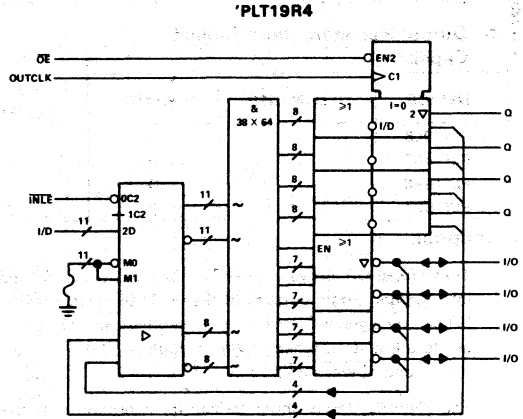 'PLT19R4
OE
EN2
OUTCLK
C1
&
38 X 64
8
≥1
I=0
2 ▽
Q
I/D
8
Q
8
Q
8
Q
INLE
0C2
1C2
11
~
I/D
11
2D
11
~
EN
≥1
11
M0
7
▽
I/O
M1
7
I/O
7
I/O
▷
8
~
7
I/O
8
~
4
4